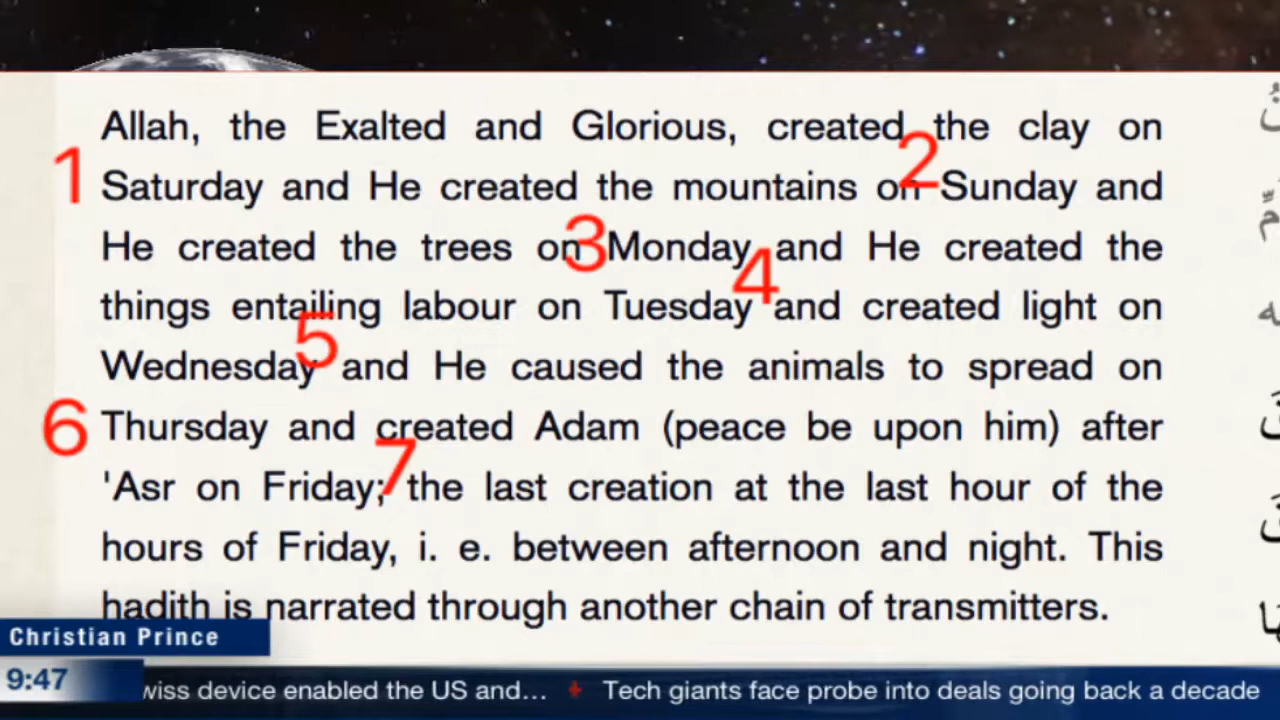 Allah, the Exalted and Glorious, created the clay on
1 Saturday and He created the mountains on 2 Sunday and
He created the trees on 3 Monday and He created the
things entailing labour on Tuesday 4 and created light on
Wednesday 5 and He caused the animals to spread on
6 Thursday and created Adam (peace be upon him) after
'Asr on Friday; 7 the last creation at the last hour of the
hours of Friday, i. e. between afternoon and night. This
hadith is narrated through another chain of transmitters.
Christian Prince
9:47 wiss device enabled the US and... Tech giants face probe into deals going back a decade